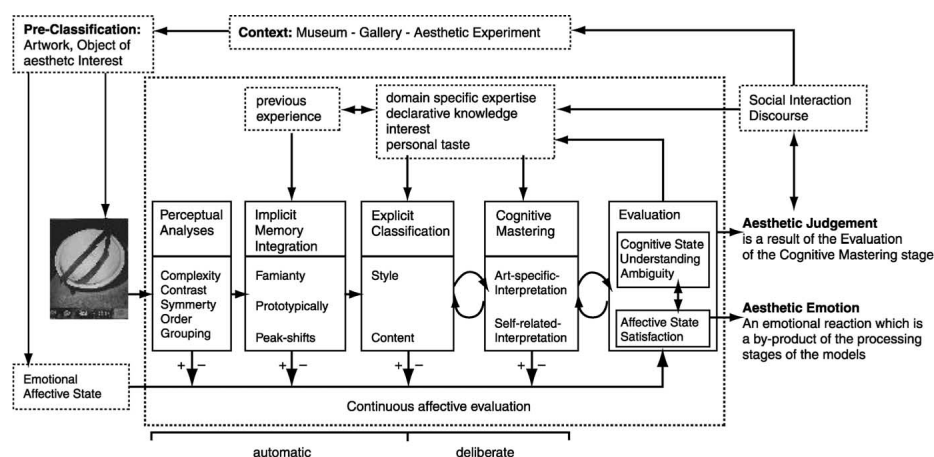 Pre-Classification:
Artwork, Object of
aesthetc Interest
Context: Museum - Gallery - Aesthetic Experiment
Social Interaction
Discourse
previous
experience
domain specific expertise
declarative knowledge
interest
personal taste
Perceptual
Analyses
Complexity
Contrast
Symmerty
Order
Grouping
Implicit
Memory
Integration
Famianty
Prototypically
Peak-shifts
Explicit
Classification
Style
Content
Cognitive
Mastering
Art-specific-
Interpretation
Self-related-
Interpretation
Evaluation
Cognitive State
Understanding
Ambiguity
Affective State
Satisfaction
Aesthetic Judgement
is a result of the Evaluation
of the Cognitive Mastering stage
Aesthetic Emotion
An emotional reaction which is
a by-product of the processing
stages of the models
Emotional
Affective State
+ −
+ −
+ −
+ −
Continuous affective evaluation
automatic
deliberate